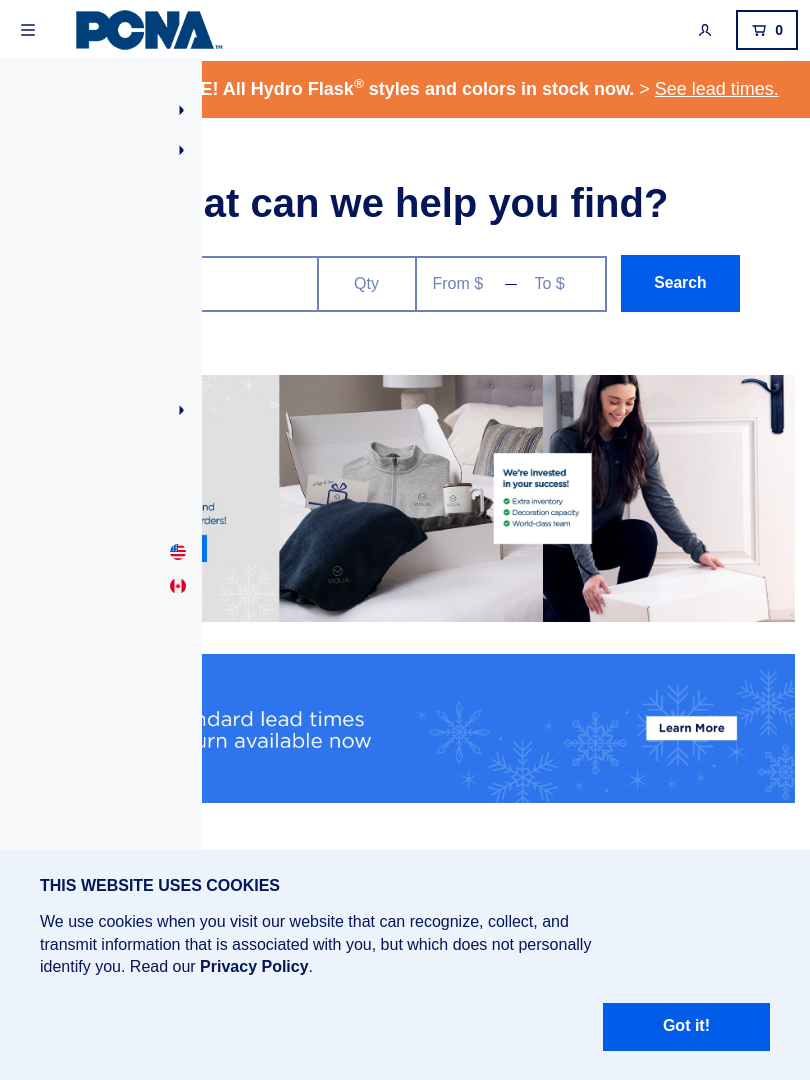 PCNA™
0
E! All Hydro Flask® styles and colors in stock now. > See lead times.
at can we help you find?
Qty
From $ — To $
Search
nd
rders!
VIOLIA
VIOLIA
VIOLIA
We're invested
in your success!
Extra inventory
Decoration capacity
World-class team
ndard lead times
urn available now
Learn More
THIS WEBSITE USES COOKIES
We use cookies when you visit our website that can recognize, collect, and
transmit information that is associated with you, but which does not personally
identify you. Read our Privacy Policy.
Got it!